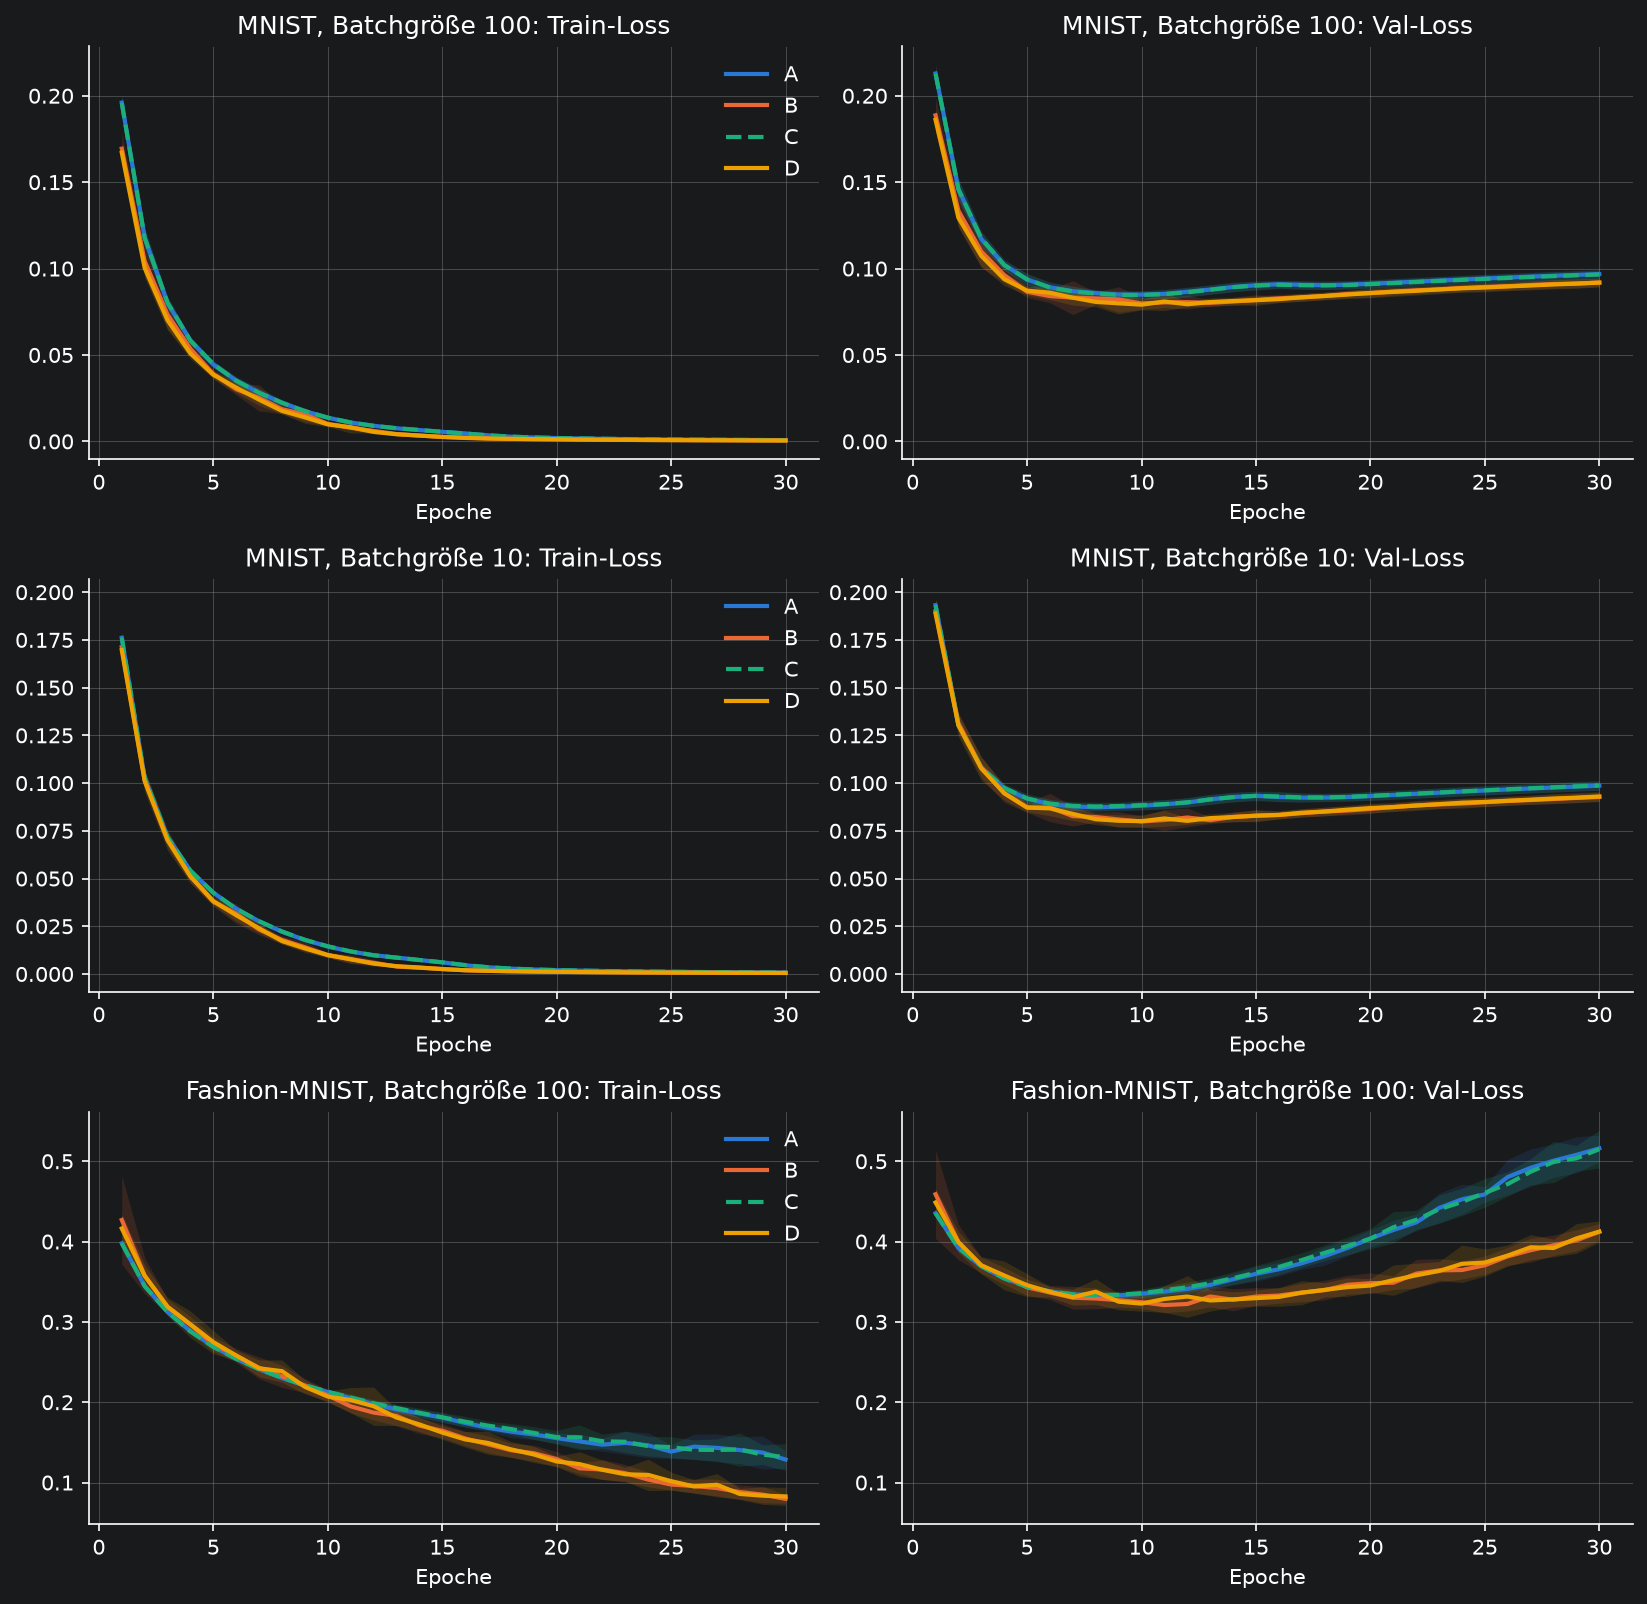 MNIST, Batchgröße 100: Train-Loss
0.20
0.15
0.10
0.05
0.00
A
B
C
D
0 5 10 15 20 25 30
Epoche
MNIST, Batchgröße 100: Val-Loss
0.20
0.15
0.10
0.05
0.00
0 5 10 15 20 25 30
Epoche
MNIST, Batchgröße 10: Train-Loss
0.200
0.175
0.150
0.125
0.100
0.075
0.050
0.025
0.000
A
B
C
D
0 5 10 15 20 25 30
Epoche
MNIST, Batchgröße 10: Val-Loss
0.200
0.175
0.150
0.125
0.100
0.075
0.050
0.025
0.000
0 5 10 15 20 25 30
Epoche
Fashion-MNIST, Batchgröße 100: Train-Loss
0.5
0.4
0.3
0.2
0.1
A
B
C
D
0 5 10 15 20 25 30
Epoche
Fashion-MNIST, Batchgröße 100: Val-Loss
0.5
0.4
0.3
0.2
0.1
0 5 10 15 20 25 30
Epoche